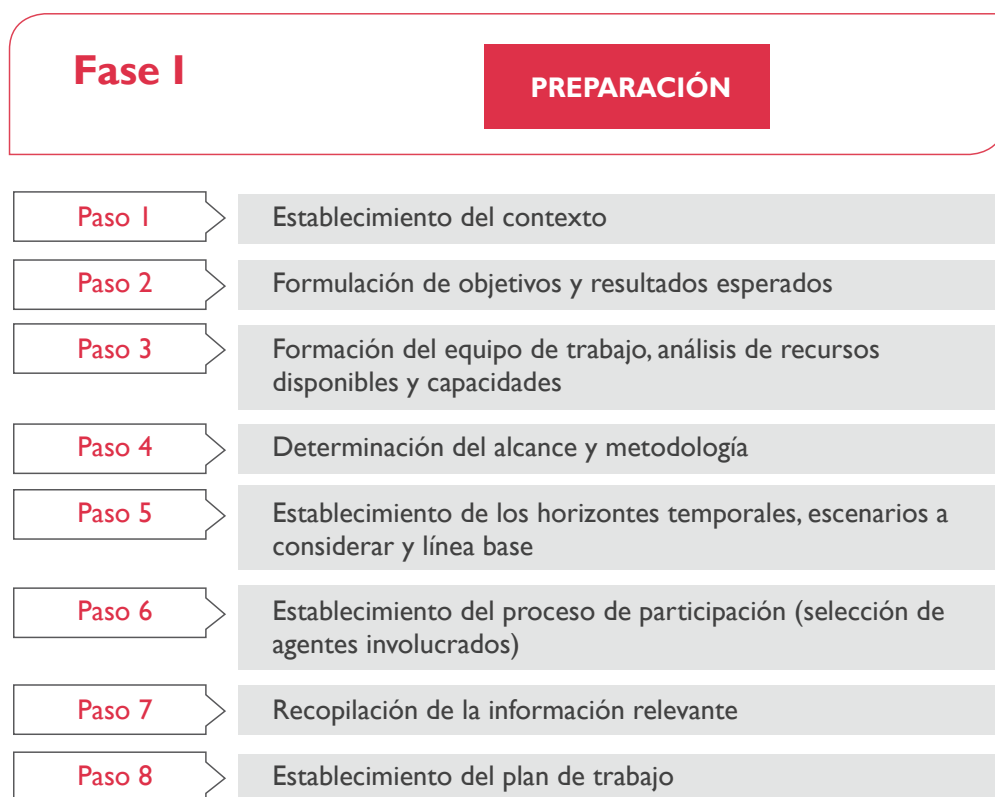 Fase I
PREPARACIÓN
Paso 1
Establecimiento del contexto
Paso 2
Formulación de objetivos y resultados esperados
Paso 3
Formación del equipo de trabajo, análisis de recursos
disponibles y capacidades
Paso 4
Determinación del alcance y metodología
Paso 5
Establecimiento de los horizontes temporales, escenarios a
considerar y línea base
Paso 6
Establecimiento del proceso de participación (selección de
agentes involucrados)
Paso 7
Recopilación de la información relevante
Paso 8
Establecimiento del plan de trabajo